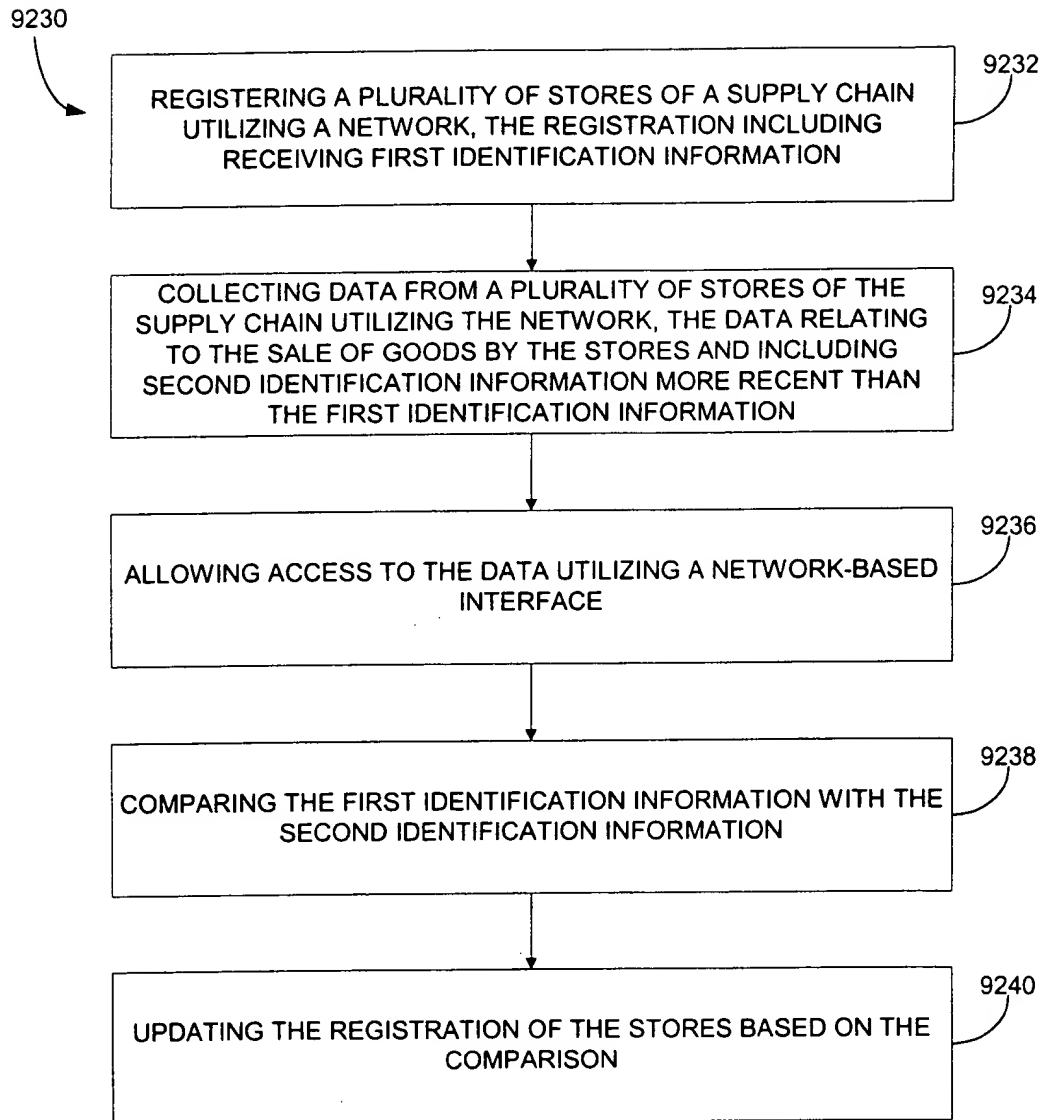 9230
9232
REGISTERING A PLURALITY OF STORES OF A SUPPLY CHAIN
UTILIZING A NETWORK, THE REGISTRATION INCLUDING
RECEIVING FIRST IDENTIFICATION INFORMATION
9234
COLLECTING DATA FROM A PLURALITY OF STORES OF THE
SUPPLY CHAIN UTILIZING THE NETWORK, THE DATA RELATING
TO THE SALE OF GOODS BY THE STORES AND INCLUDING
SECOND IDENTIFICATION INFORMATION MORE RECENT THAN
THE FIRST IDENTIFICATION INFORMATION
9236
ALLOWING ACCESS TO THE DATA UTILIZING A NETWORK-BASED
INTERFACE
9238
COMPARING THE FIRST IDENTIFICATION INFORMATION WITH THE
SECOND IDENTIFICATION INFORMATION
9240
UPDATING THE REGISTRATION OF THE STORES BASED ON THE
COMPARISON